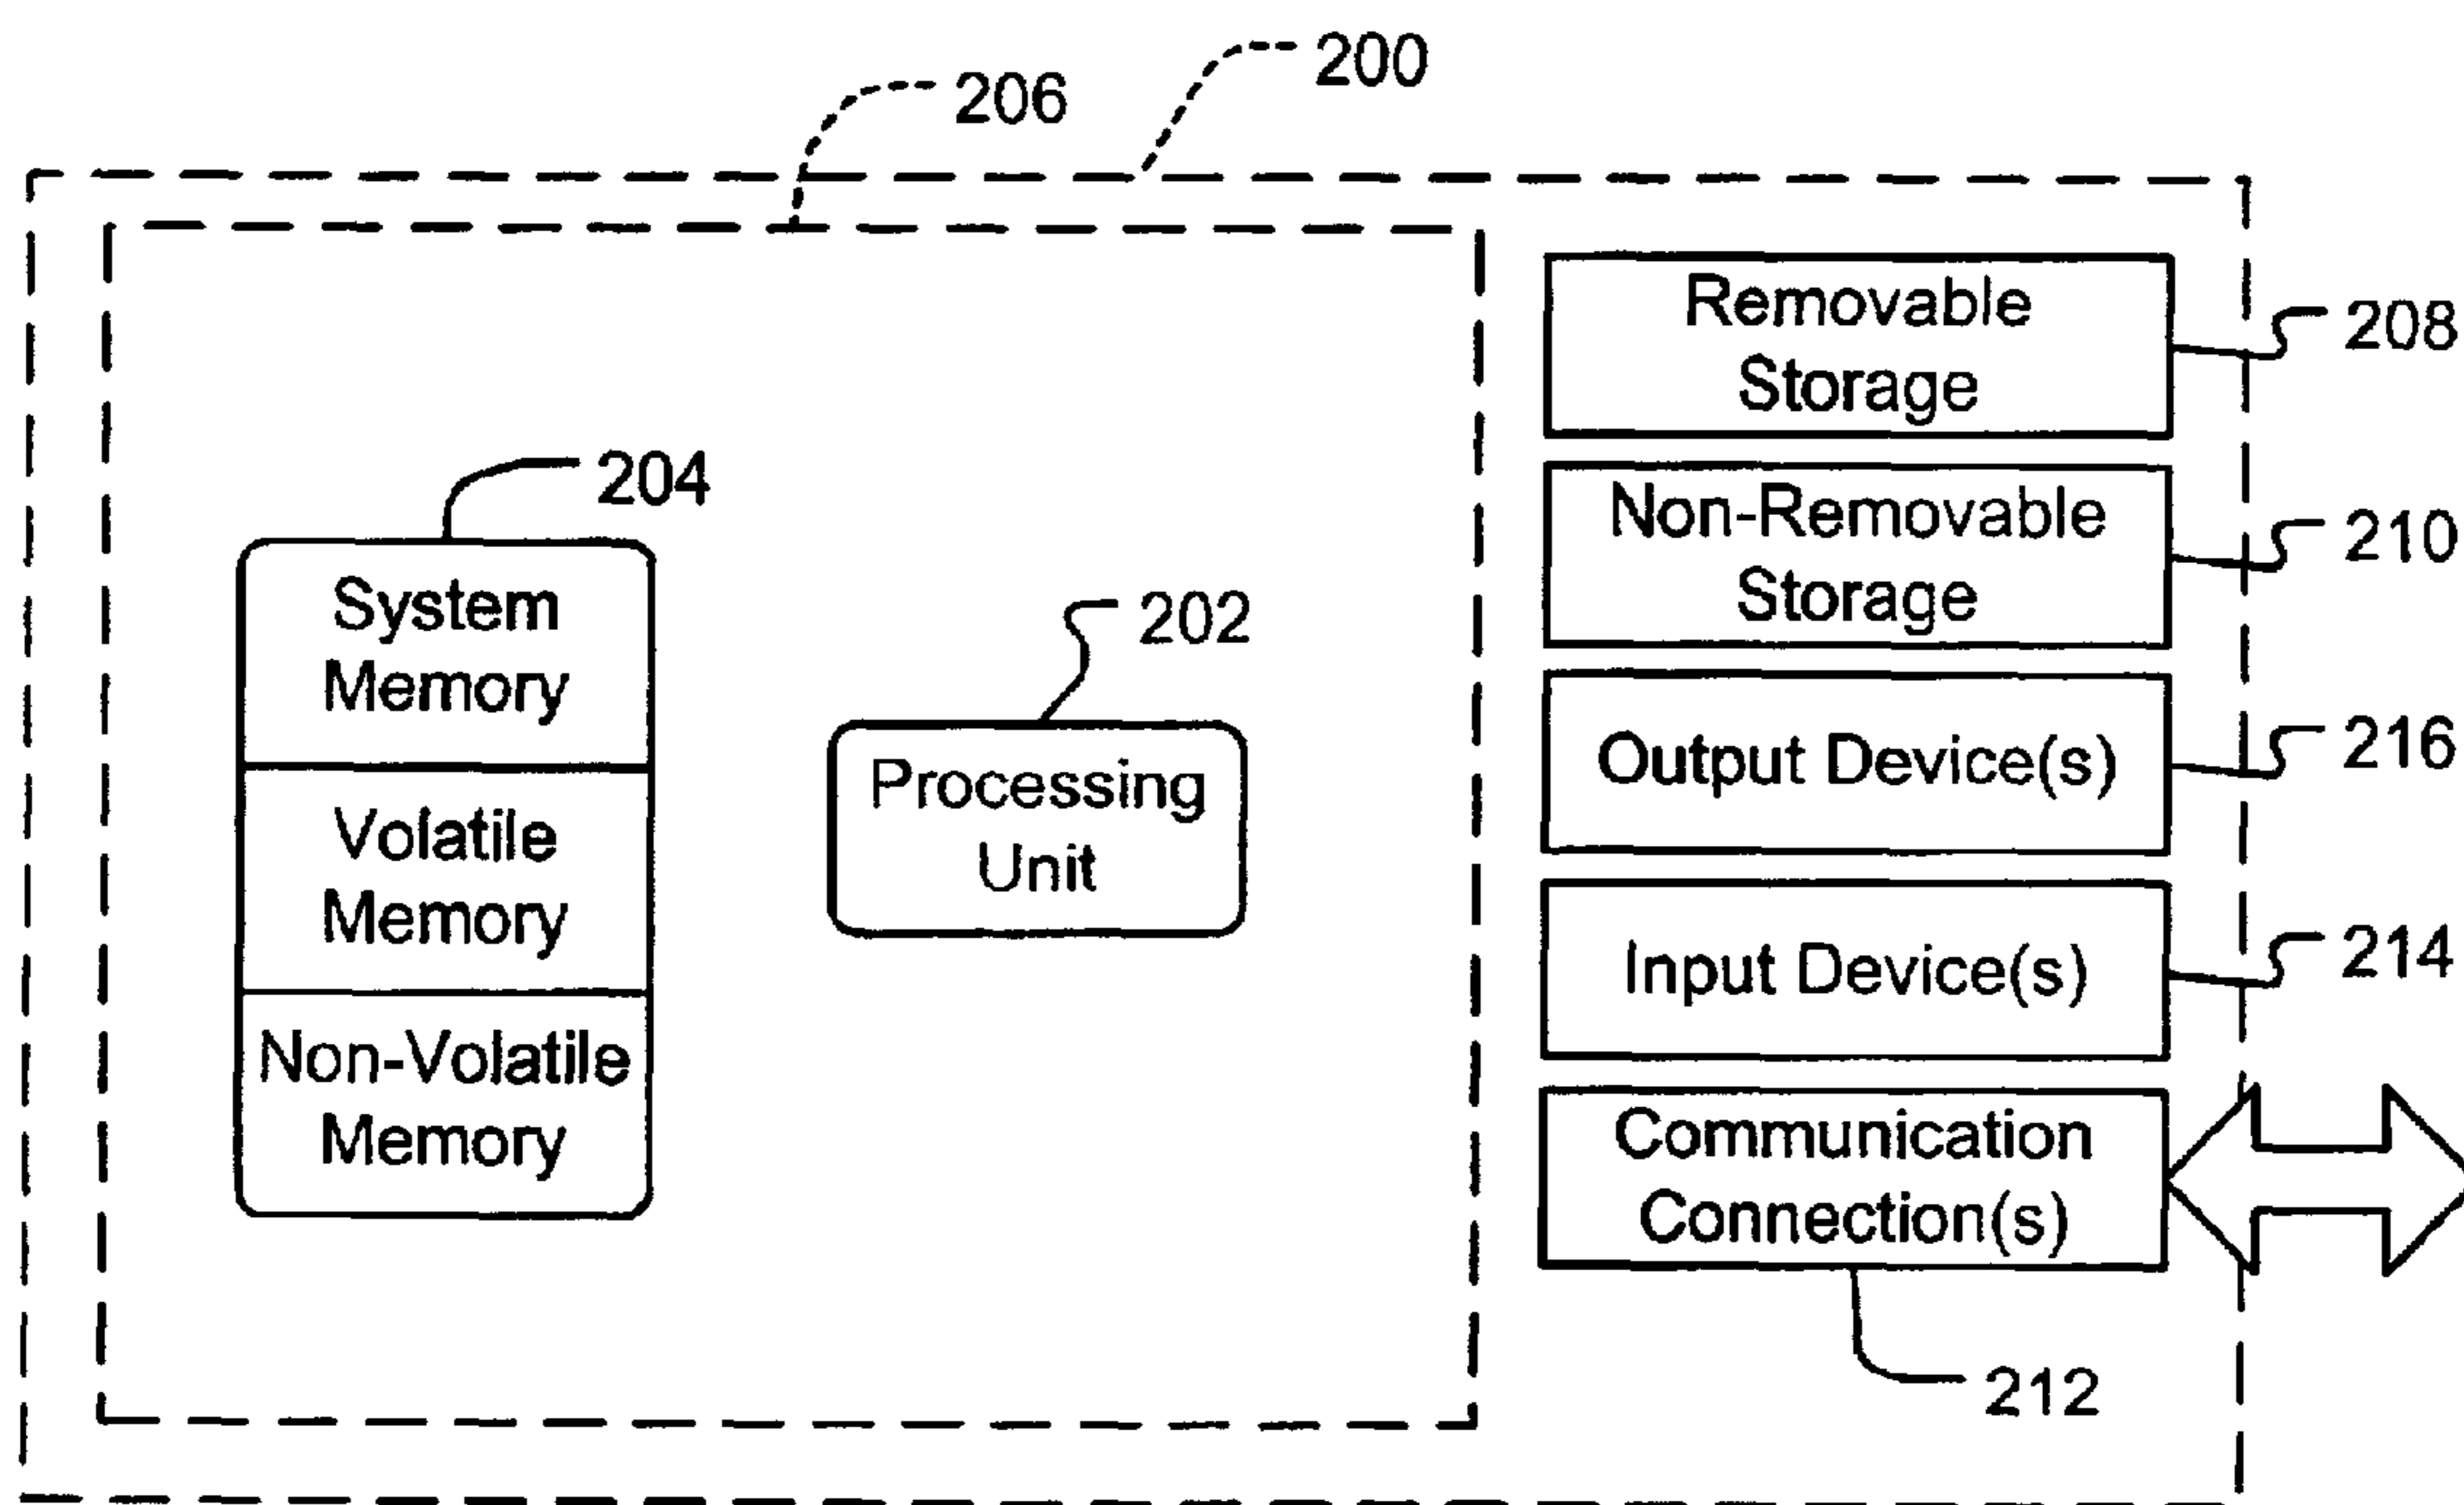 200
206
Removable
Storage
208
204
Non-Removable
Storage
210
System
Memory
202
Output Device(s)
216
Processing
Unit
Volatile
Memory
Input Device(s)
214
Non-Volatile
Memory
Communication
Connection(s)
212